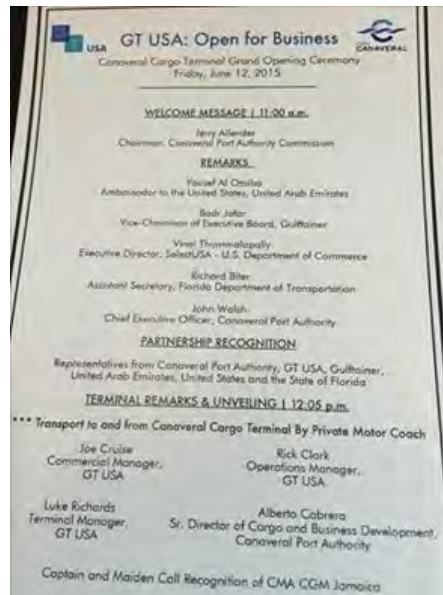 USA
GT USA: Open for Business
CANAVERAL
Canaveral Cargo Terminal Grand Opening Ceremony
Friday, June 12, 2015
WELCOME MESSAGE | 11:00 a.m.
Jerry Allender
Chairman, Canaveral Port Authority Commission
REMARKS
Yousef Al Otaiba
Ambassador to the United States, United Arab Emirates
Badr Jafar
Vice-Chairman of Executive Board, Gulftainer
Vinai Thummalapally
Executive Director, SelectUSA - U.S. Department of Commerce
Richard Biter
Assistant Secretary, Florida Department of Transportation
John Walsh
Chief Executive Officer, Canaveral Port Authority
PARTNERSHIP RECOGNITION
Representatives from Canaveral Port Authority, GT USA, Gulftainer,
United Arab Emirates, United States and the State of Florida
TERMINAL REMARKS & UNVEILING | 12:05 p.m.
*** Transport to and from Canaveral Cargo Terminal By Private Motor Coach
Joe Cruise
Commercial Manager,
GT USA
Rick Clark
Operations Manager,
GT USA
Luke Richards
Terminal Manager,
GT USA
Alberto Cabrera
Sr. Director of Cargo and Business Development,
Canaveral Port Authority
Captain and Maiden Call Recognition of CMA CGM Jamaica